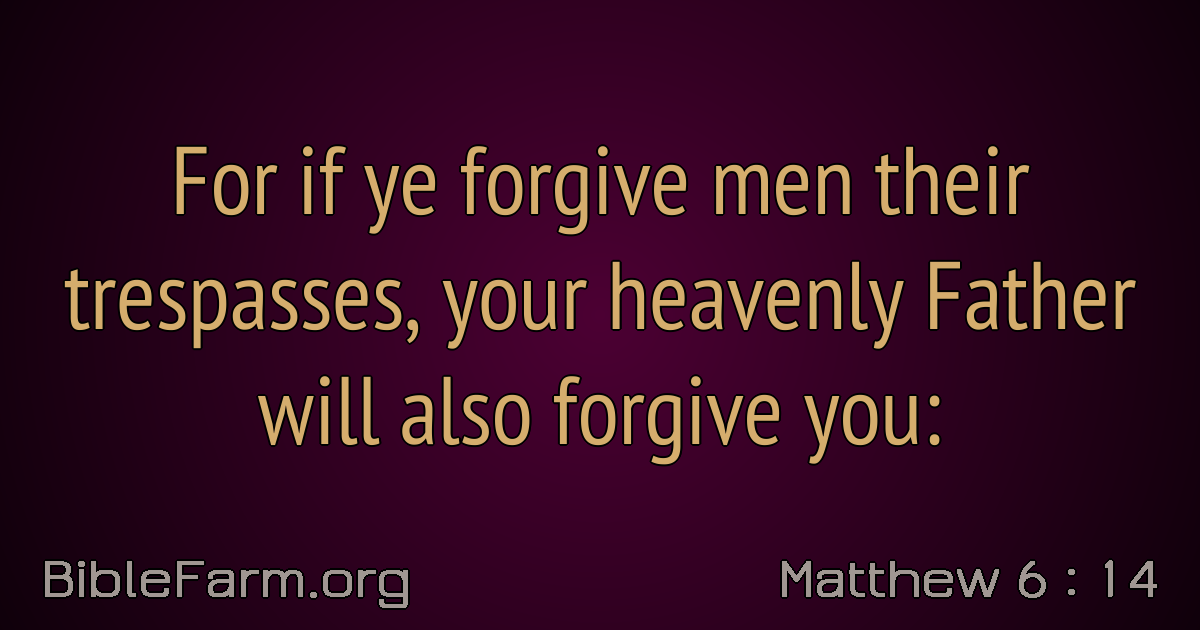 For if ye forgive men their
trespasses, your heavenly Father
will also forgive you:
BibleFarm.org
Matthew 6 : 14